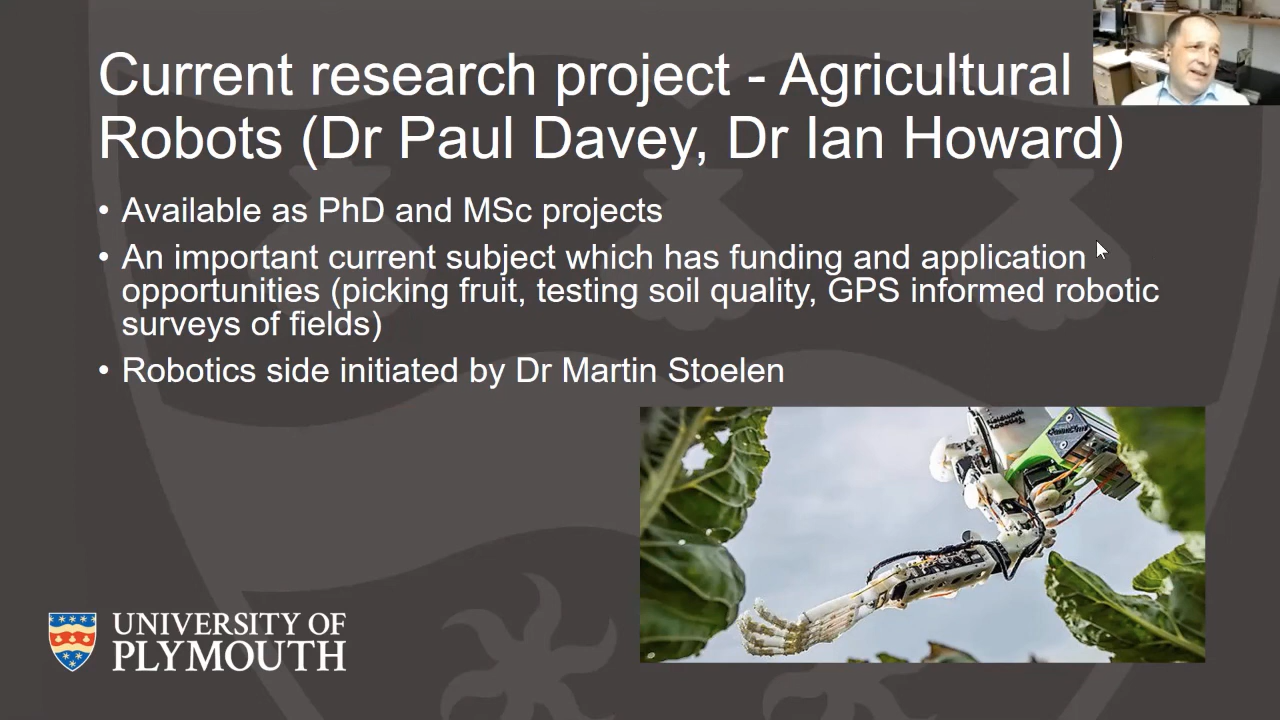 Current research project - Agricultural
Robots (Dr Paul Davey, Dr Ian Howard)
• Available as PhD and MSc projects
• An important current subject which has funding and application
opportunities (picking fruit, testing soil quality, GPS informed robotic
surveys of fields)
• Robotics side initiated by Dr Martin Stoelen
UNIVERSITY OF
PLYMOUTH